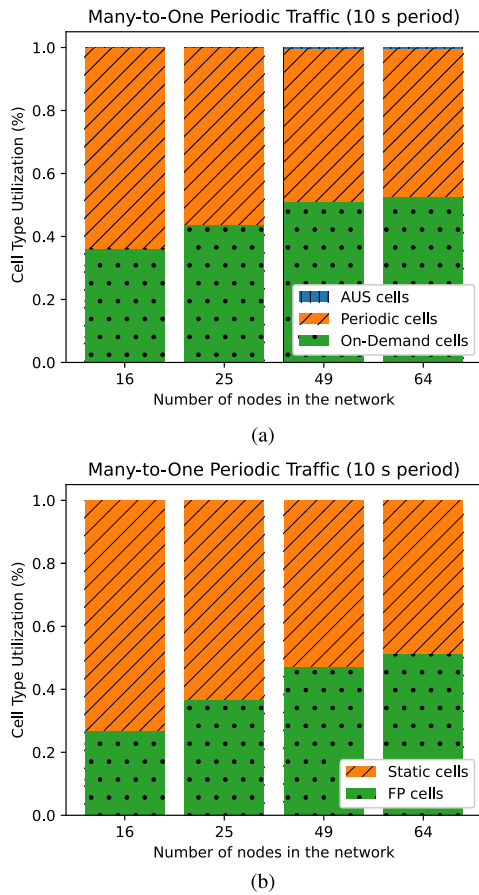 Many-to-One Periodic Traffic (10 s period)
Cell Type Utilization (%)
1.0
0.8
0.6
0.4
0.2
0.0
AUS cells
Periodic cells
On-Demand cells
16 25 49 64
Number of nodes in the network
(a)
Many-to-One Periodic Traffic (10 s period)
Cell Type Utilization (%)
1.0
0.8
0.6
0.4
0.2
0.0
Static cells
FP cells
16 25 49 64
Number of nodes in the network
(b)